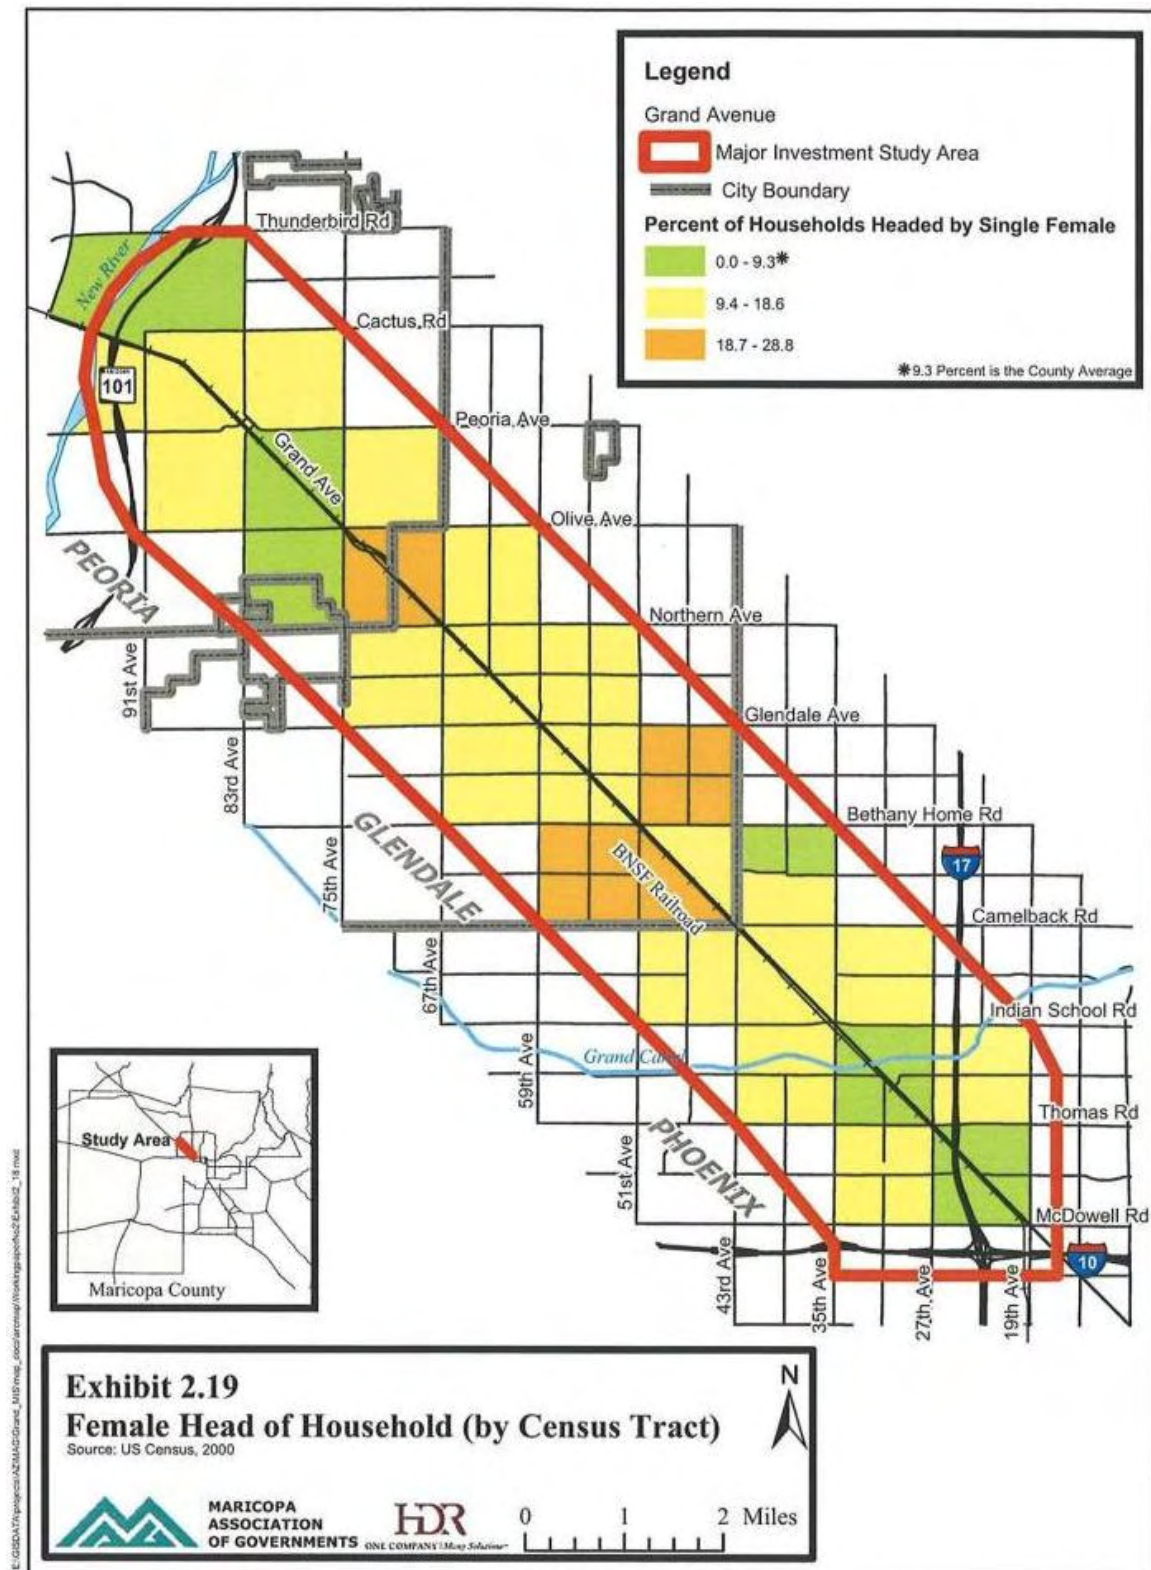 Legend
Grand Avenue
Major Investment Study Area
City Boundary
Percent of Households Headed by Single Female
0.0 - 9.3*
9.4 - 18.6
18.7 - 28.8
*9.3 Percent is the County Average
Thunderbird Rd
New River
Cactus Rd
101
Peoria Ave
Grand Ave
Olive Ave
PEORIA
Northern Ave
91st Ave
Glendale Ave
83rd Ave
Bethany Home Rd
GLENDALE
BNSF Railroad
17
75th Ave
Camelback Rd
67th Ave
Indian School Rd
Grand Canal
59th Ave
Thomas Rd
PHOENIX
51st Ave
McDowell Rd
43rd Ave
35th Ave
27th Ave
19th Ave
10
Study Area
Maricopa County
Exhibit 2.19
Female Head of Household (by Census Tract)
Source: US Census, 2000
N
MARICOPA
ASSOCIATION
OF GOVERNMENTS
HDR
ONE COMPANY | Many Solutions
0 1 2 Miles